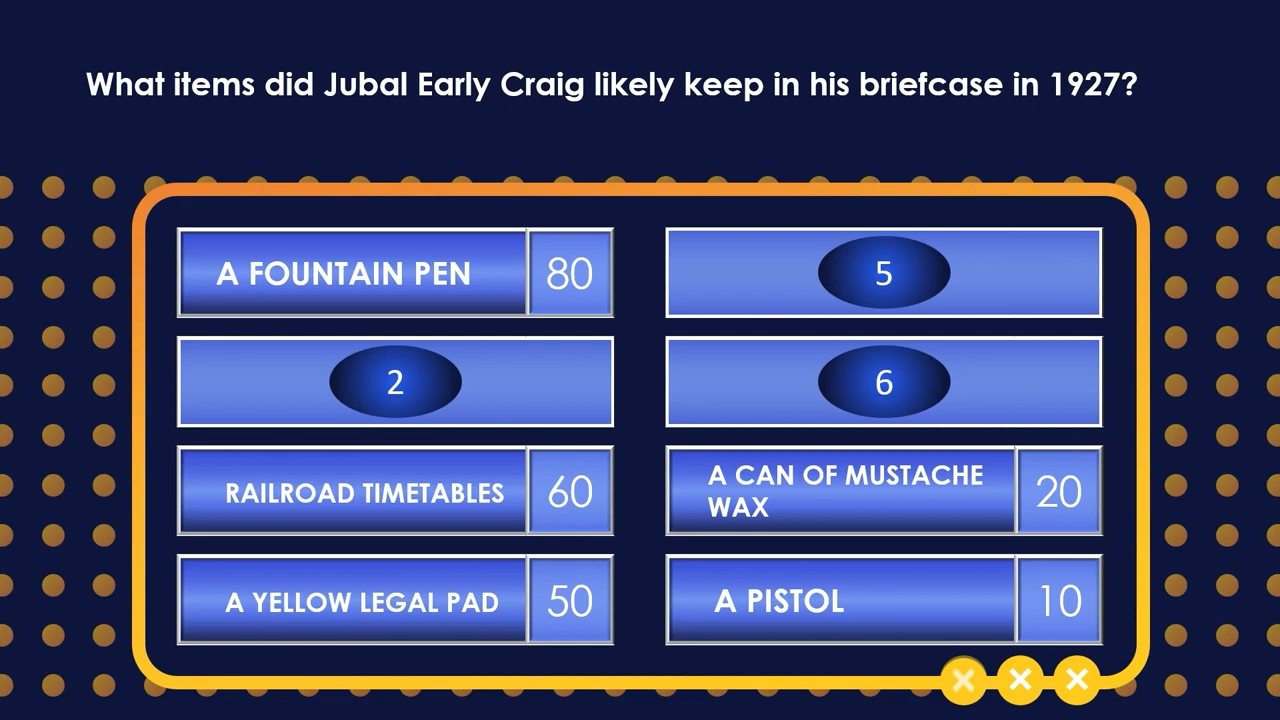 What items did Jubal Early Craig likely keep in his briefcase in 1927?
A FOUNTAIN PEN 80
5
2
6
RAILROAD TIMETABLES 60
A CAN OF MUSTACHE
WAX 20
A YELLOW LEGAL PAD 50
A PISTOL 10